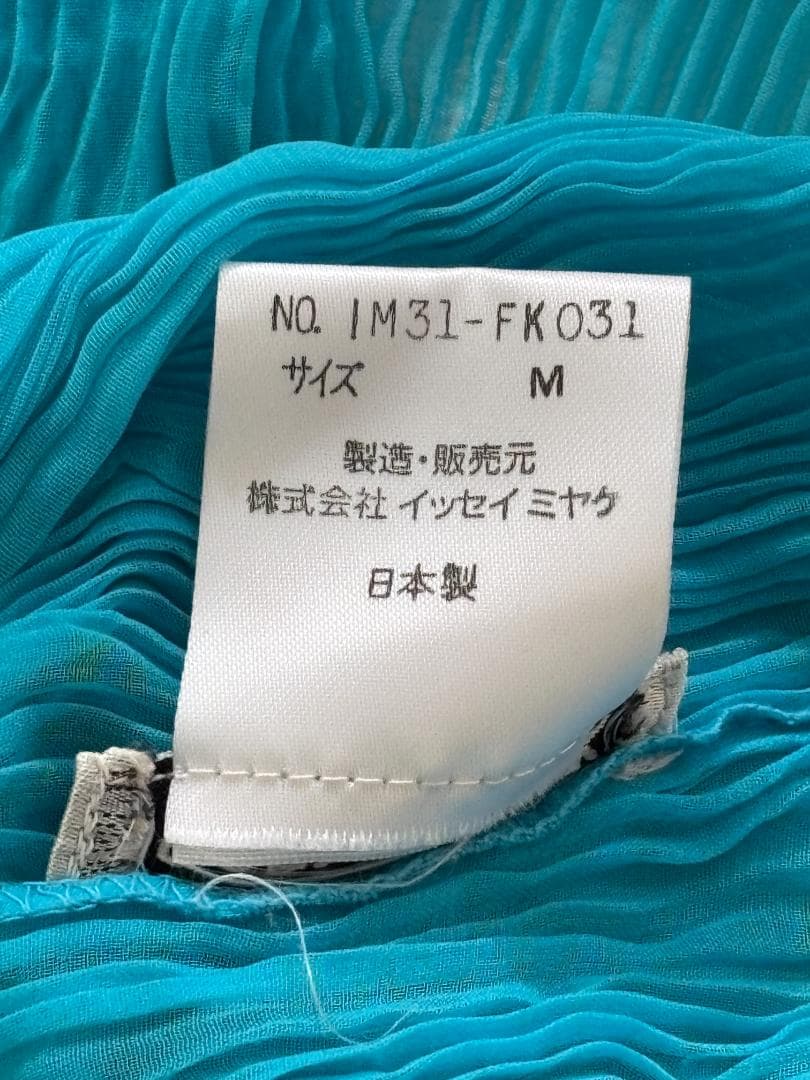 NO. IM31-FK031
サイズ M
製造・販売元
株式会社 イッセイ ミヤケ
日本製